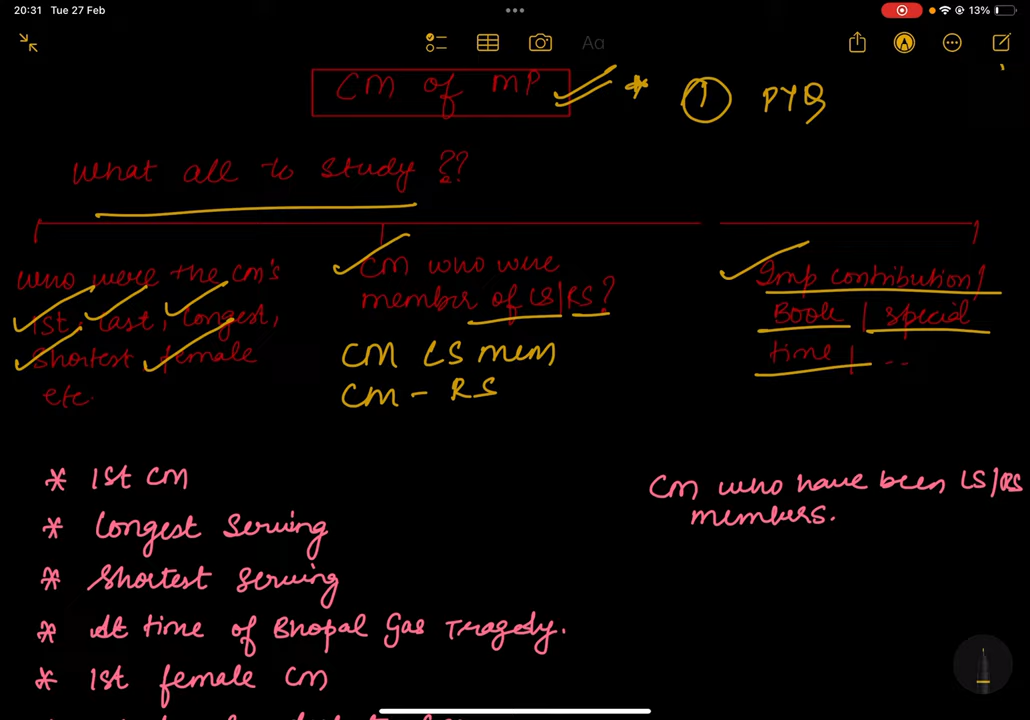 20:31 Tue 27 Feb
13%
Aa
CM of MP * 1 PYQ
What all to study ??
who were the cm's
1st, last, longest,
shortest female
etc.
CM who were
member of LS/RS?
CM LS mem
CM - RS
Imp contribution/
Book / special
time / ...
* 1st CM
* Longest Serving
* Shortest Serving
* At time of Bhopal Gas Tragedy.
* 1st female CM
CM who have been LS/RS
members.